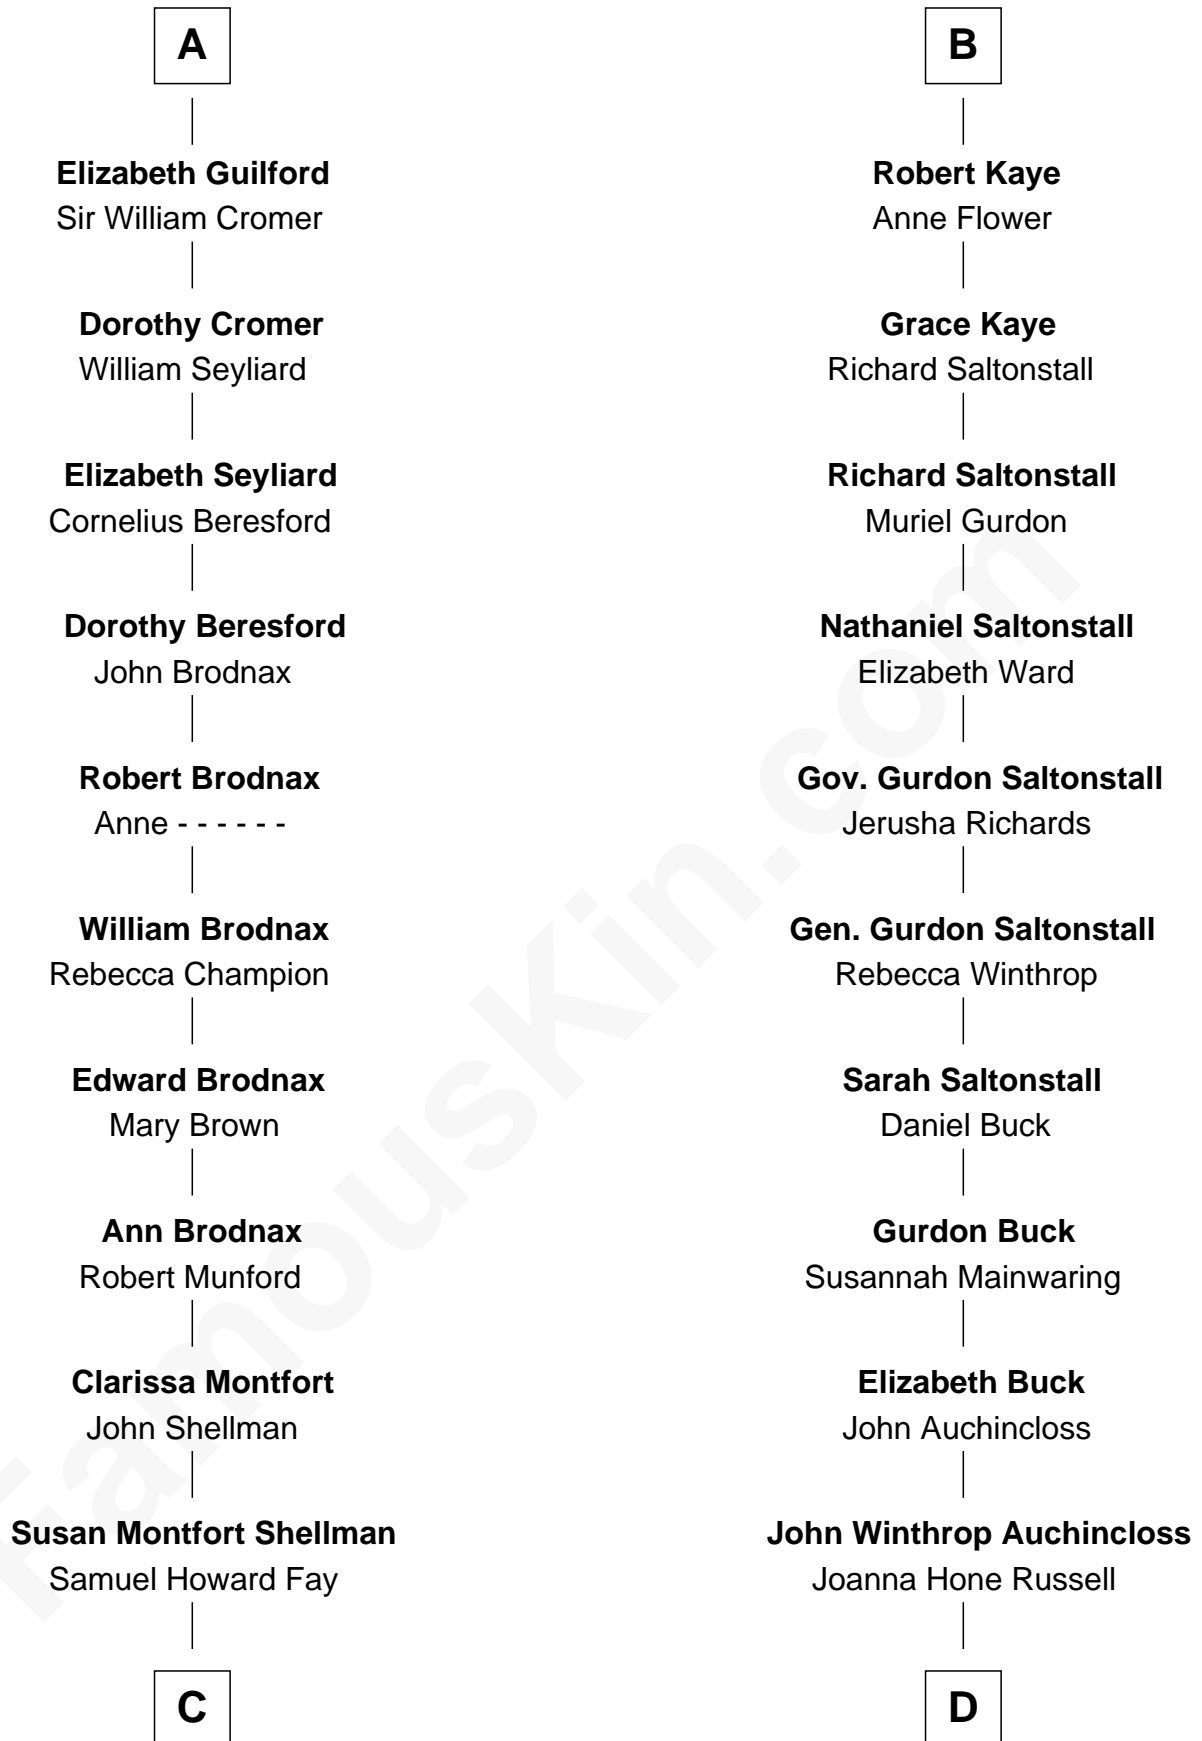 A
Elizabeth Guilford
Sir William Cromer
Dorothy Cromer
William Seyliard
Elizabeth Seyliard
Cornelius Beresford
Dorothy Beresford
John Brodnax
Robert Brodnax
Anne - - - - - -
William Brodnax
Rebecca Champion
Edward Brodnax
Mary Brown
Ann Brodnax
Robert Munford
Clarissa Montfort
John Shellman
Susan Montfort Shellman
Samuel Howard Fay
C
B
Robert Kaye
Anne Flower
Grace Kaye
Richard Saltonstall
Richard Saltonstall
Muriel Gurdon
Nathaniel Saltonstall
Elizabeth Ward
Gov. Gurdon Saltonstall
Jerusha Richards
Gen. Gurdon Saltonstall
Rebecca Winthrop
Sarah Saltonstall
Daniel Buck
Gurdon Buck
Susannah Mainwaring
Elizabeth Buck
John Auchincloss
John Winthrop Auchincloss
Joanna Hone Russell
D
FamousKin.com